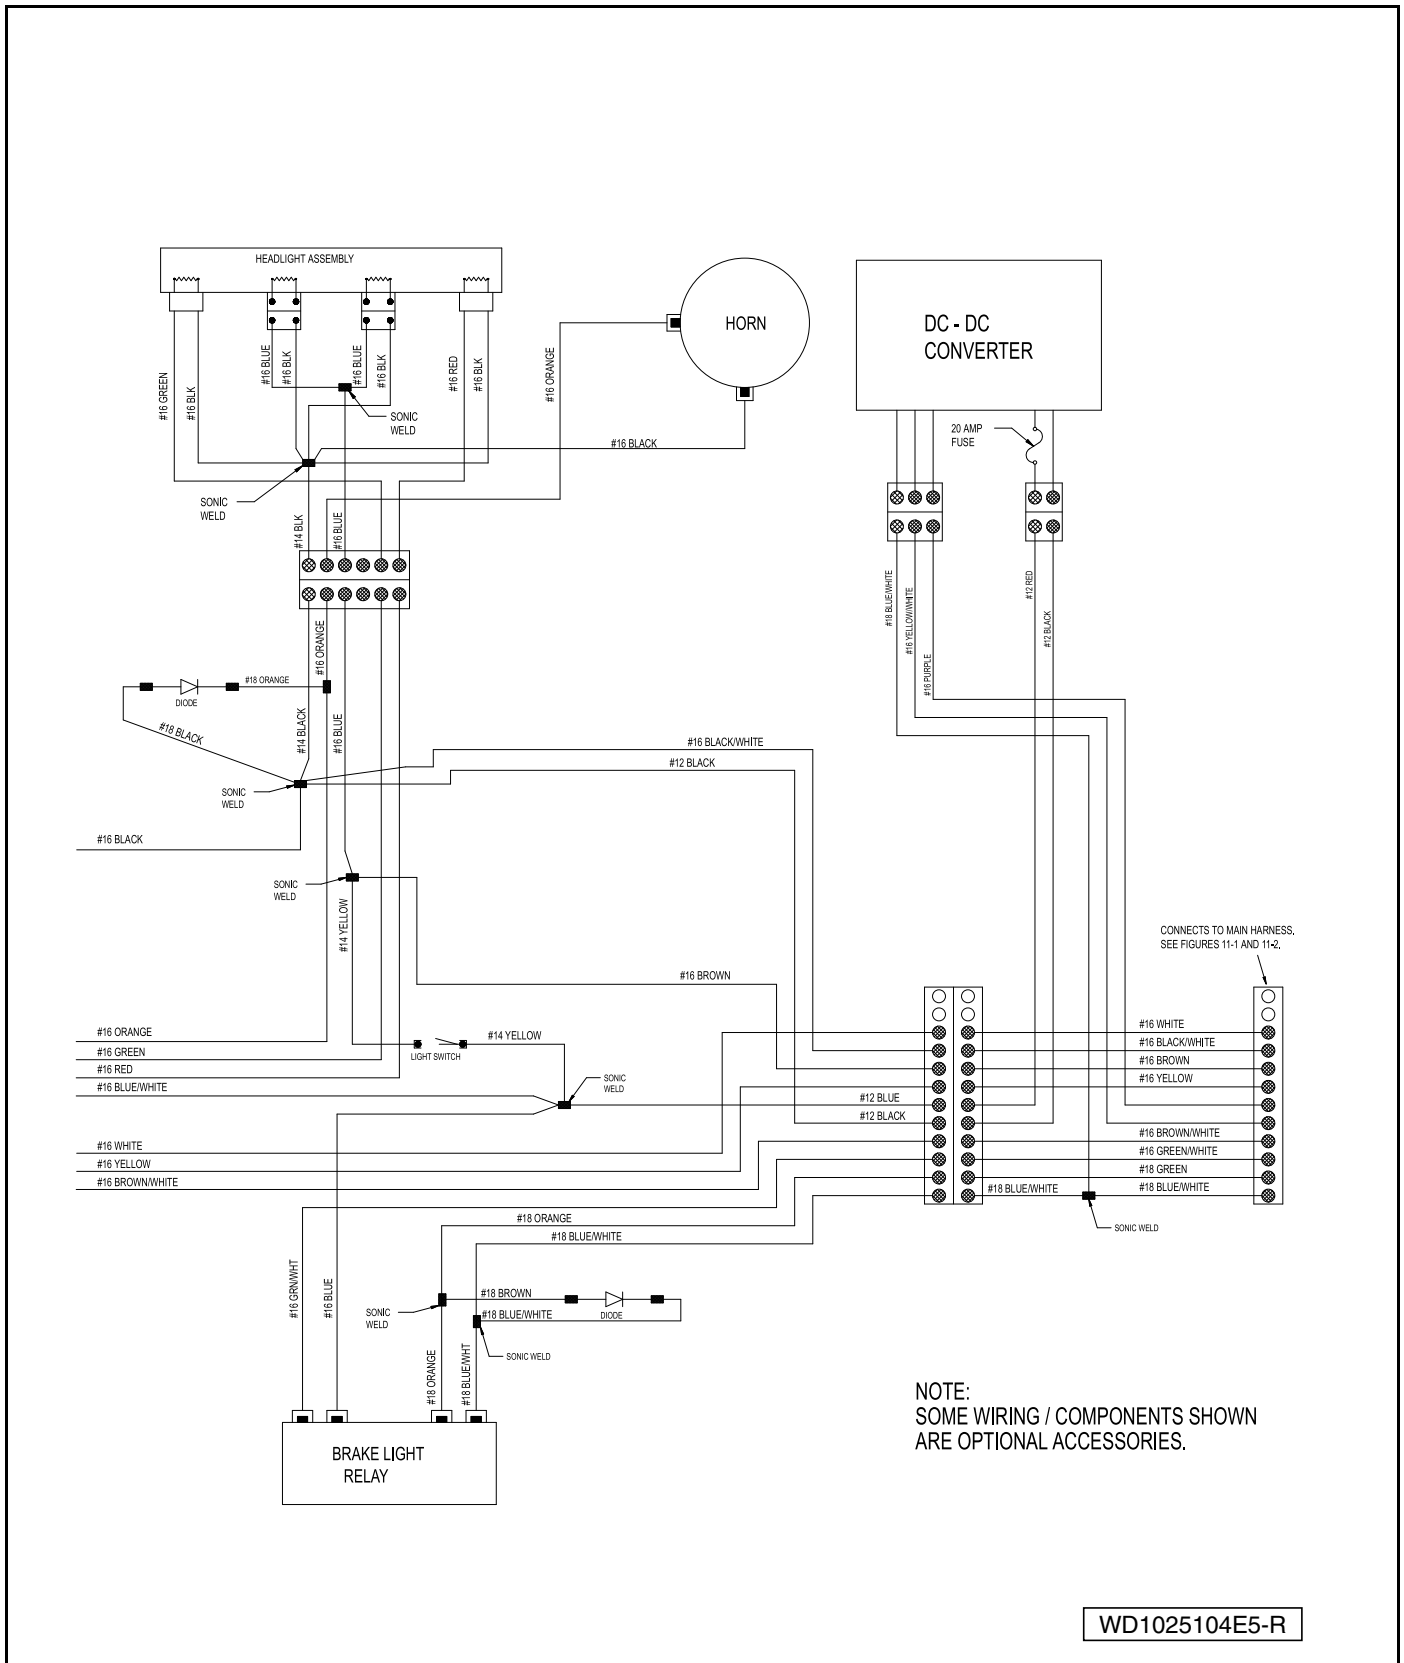 HEADLIGHT ASSEMBLY
#16 GREEN
#16 BLK
#16 BLUE
#16 BLK
#16 BLUE
#16 BLK
#16 RED
#16 BLK
SONIC
WELD
#16 ORANGE
HORN
#16 BLACK
DC - DC
CONVERTER
20 AMP
FUSE
SONIC
WELD
#14 BLK
#16 BLUE
#18 BLUE/WHITE
#16 YELLOW/WHITE
#16 PURPLE
#12 RED
#12 BLACK
#16 ORANGE
#18 ORANGE
DIODE
#18 BLACK
#14 BLACK
#16 BLUE
#16 BLACK/WHITE
#12 BLACK
SONIC
WELD
#16 BLACK
SONIC
WELD
#14 YELLOW
CONNECTS TO MAIN HARNESS,
SEE FIGURES 11-1 AND 11-2.
#16 BROWN
#16 ORANGE
#16 GREEN
#16 RED
#16 BLUE/WHITE
LIGHT SWITCH
#14 YELLOW
SONIC
WELD
#12 BLUE
#12 BLACK
#16 WHITE
#16 BLACK/WHITE
#16 BROWN
#16 YELLOW
#16 BROWN/WHITE
#16 GREEN/WHITE
#18 GREEN
#18 BLUE/WHITE
#18 BLUE/WHITE
SONIC WELD
#16 WHITE
#16 YELLOW
#16 BROWN/WHITE
#18 ORANGE
#18 BLUE/WHITE
#16 GRN/WHT
#16 BLUE
SONIC
WELD
#18 BROWN
#18 BLUE/WHITE
DIODE
SONIC WELD
#18 ORANGE
#18 BLUE/WHT
BRAKE LIGHT
RELAY
NOTE:
SOME WIRING / COMPONENTS SHOWN
ARE OPTIONAL ACCESSORIES.
WD1025104E5-R